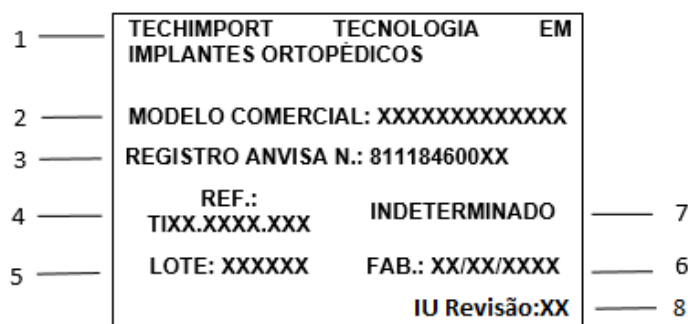 1 TECHIMPORT TECNOLOGIA EM
IMPLANTES ORTOPÉDICOS
2 MODELO COMERCIAL: XXXXXXXXXXXXX
3 REGISTRO ANVISA N.: 811184600XX
REF.:
4 TIXX.XXXX.XXX INDETERMINADO 7
5 LOTE: XXXXXX FAB.: XX/XX/XXXX 6
IU Revisão:XX 8